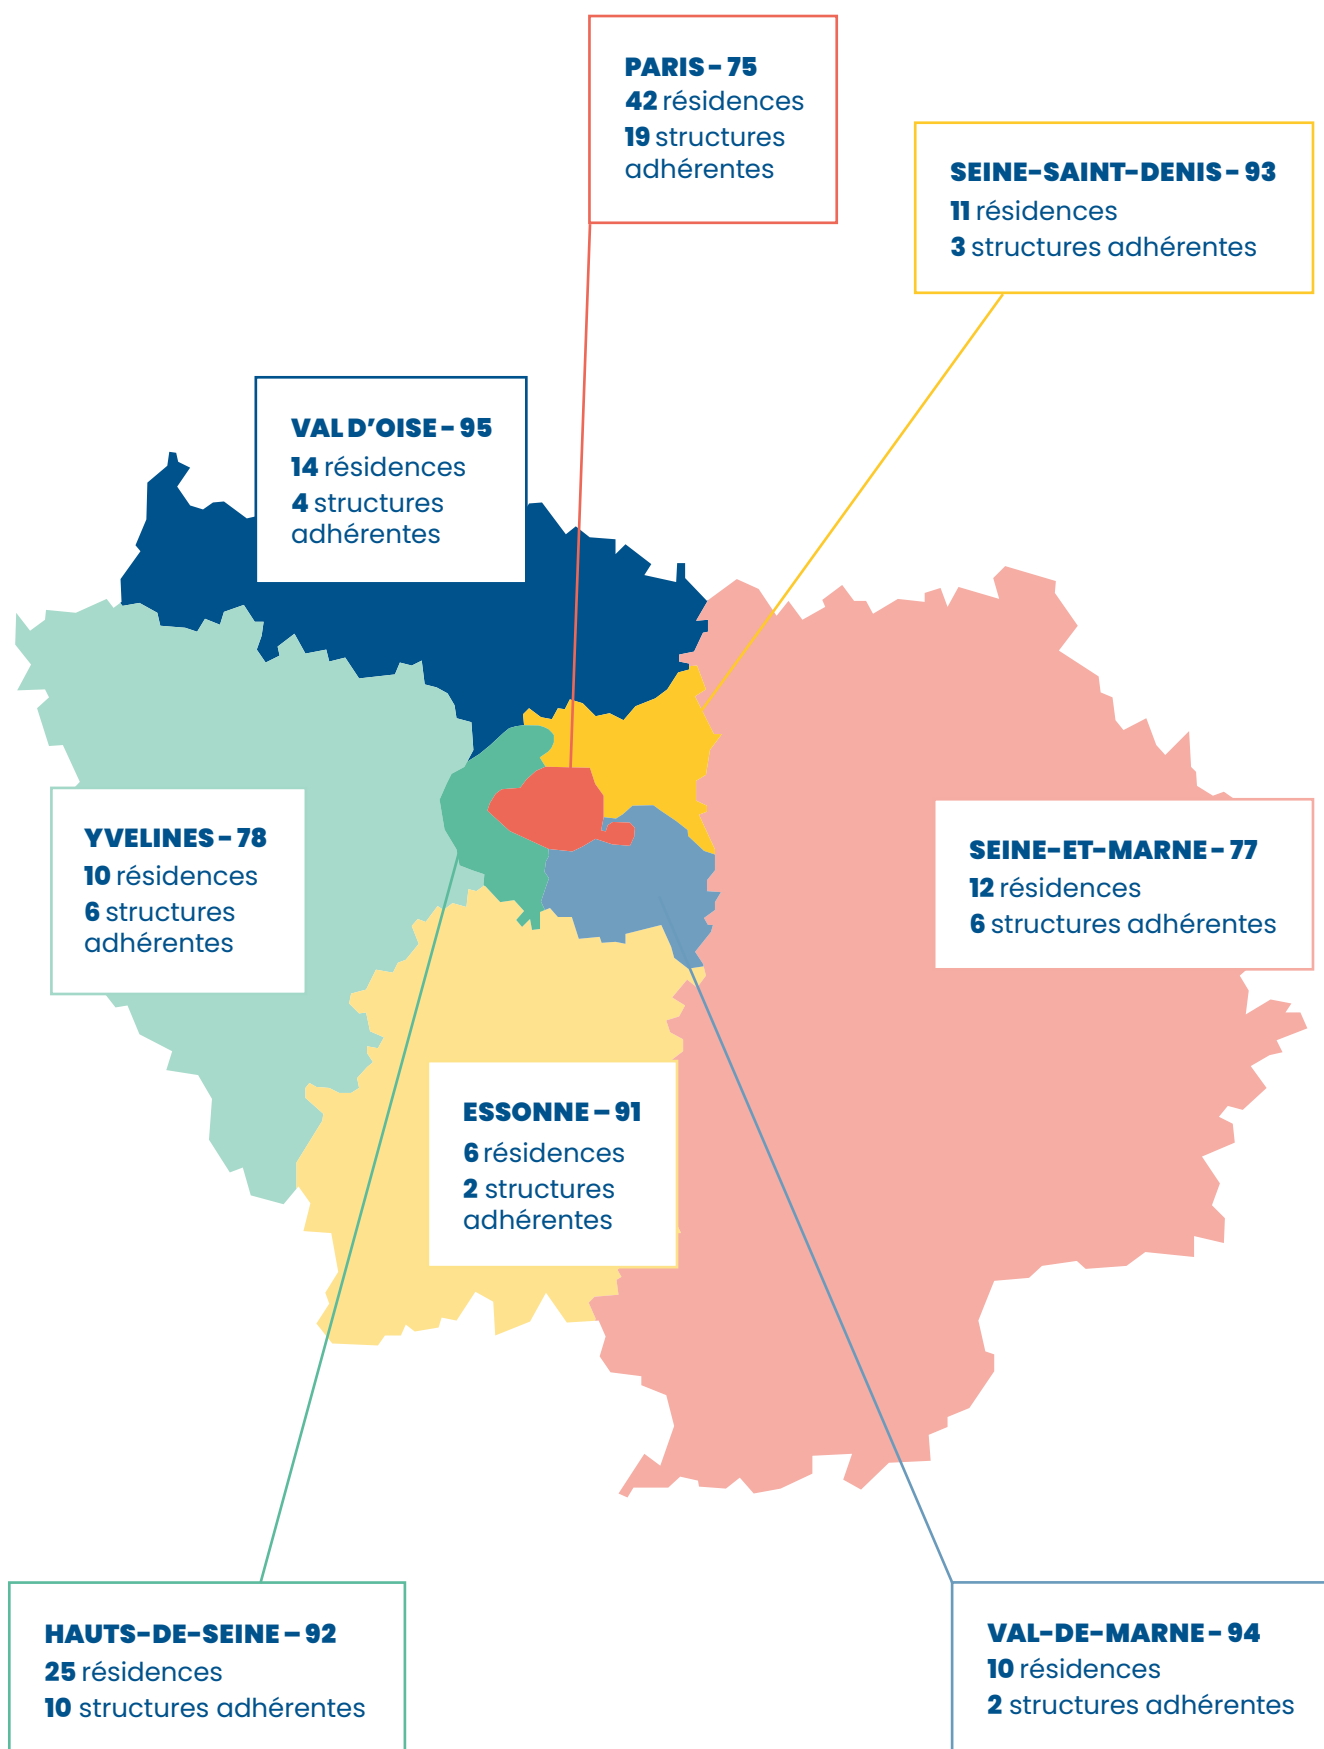 PARIS – 75
42 résidences
19 structures
adhérentes
SEINE-SAINT-DENIS – 93
11 résidences
3 structures adhérentes
VAL D’OISE – 95
14 résidences
4 structures
adhérentes
YVELINES – 78
10 résidences
6 structures
adhérentes
SEINE-ET-MARNE – 77
12 résidences
6 structures adhérentes
ESSONNE – 91
6 résidences
2 structures
adhérentes
HAUTS-DE-SEINE – 92
25 résidences
10 structures adhérentes
VAL-DE-MARNE – 94
10 résidences
2 structures adhérentes